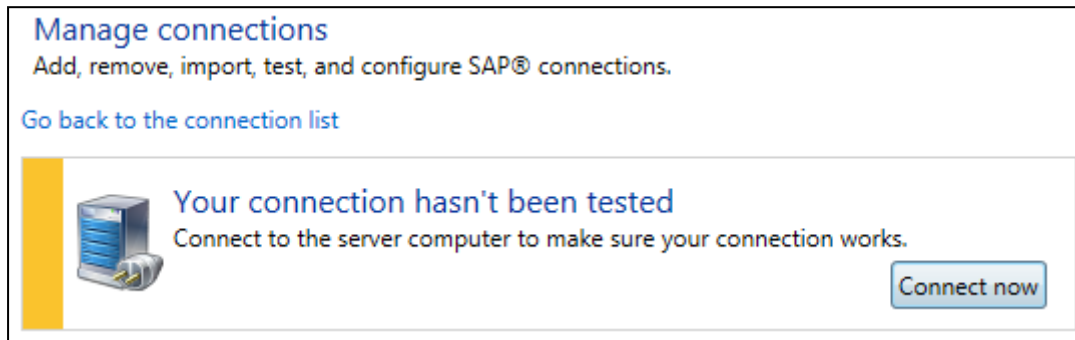 Manage connections
Add, remove, import, test, and configure SAP® connections.
Go back to the connection list
Your connection hasn't been tested
Connect to the server computer to make sure your connection works.
Connect now